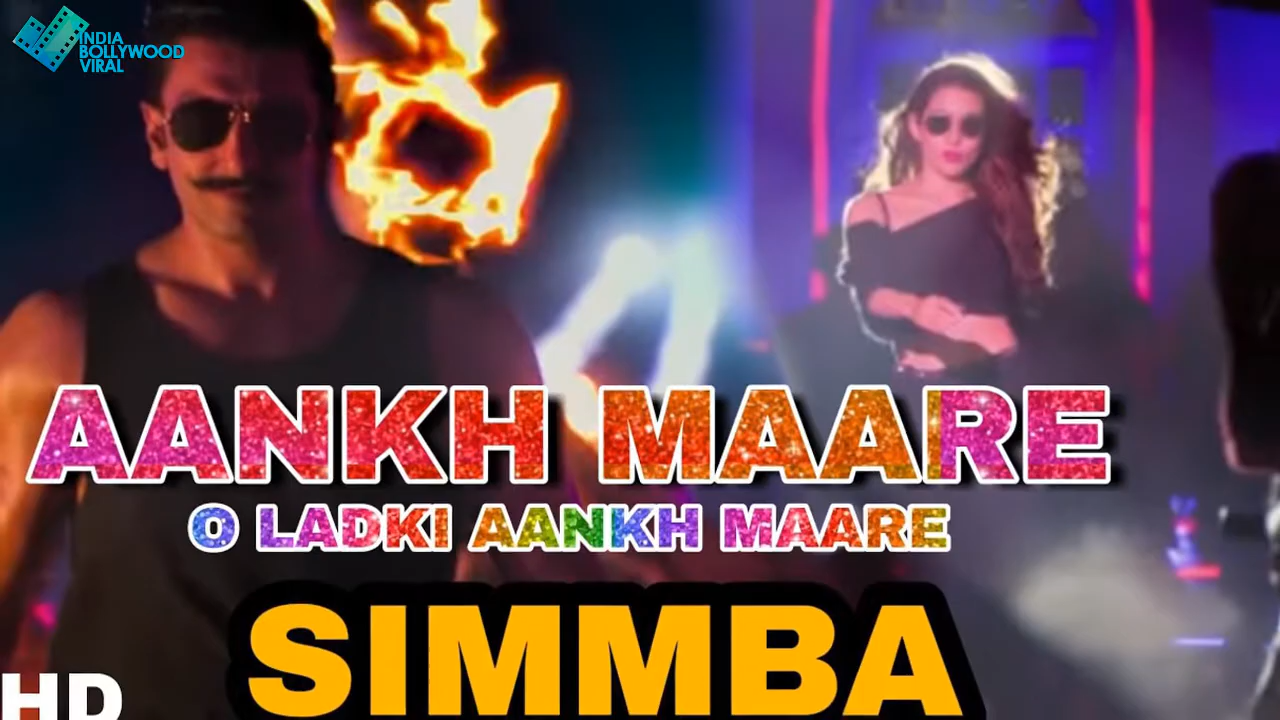 INDIA
BOLLYWOOD
VIRAL
AANKH MAARE
O LADKI AANKH MAARE
SIMMBA
HD